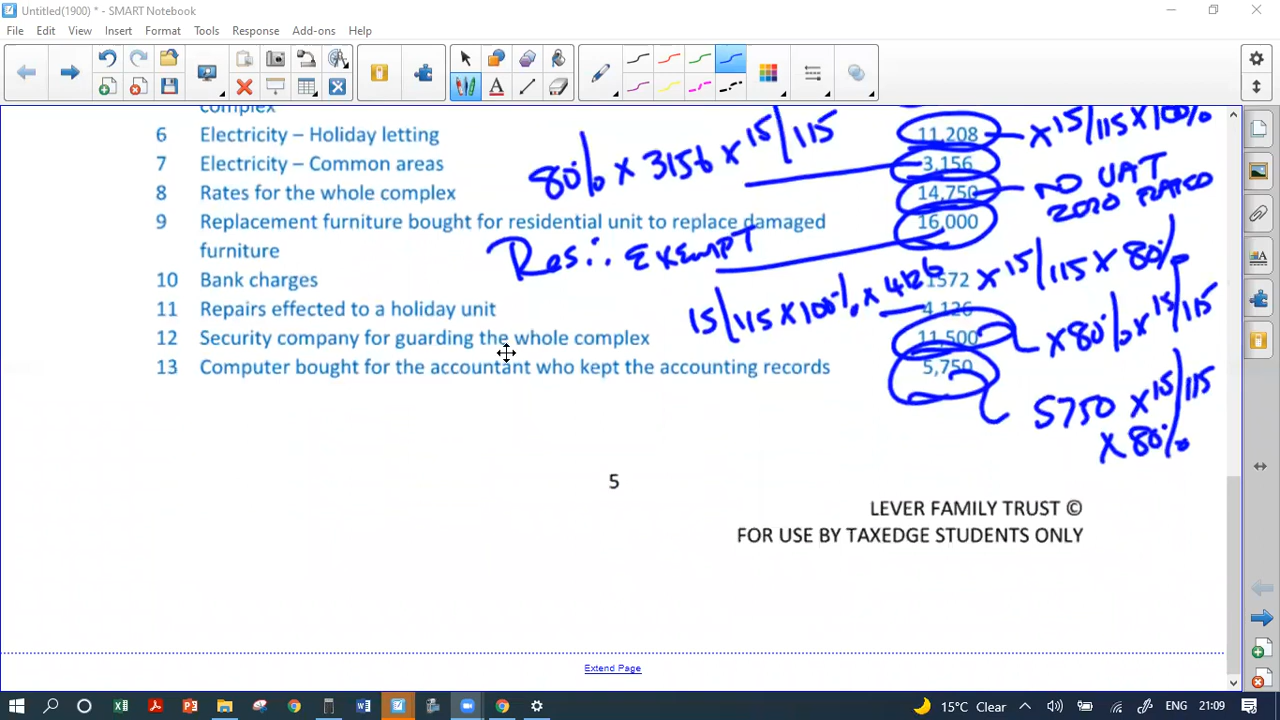 Untitled(1900) * - SMART Notebook
File Edit View Insert Format Tools Response Add-ons Help
complex
6 Electricity – Holiday letting 11,208 x 15/115 x 100%
7 Electricity – Common areas 80% x 3156 x 15/115 3,156
8 Rates for the whole complex 14,750 NO VAT
ZERO RATED
9 Replacement furniture bought for residential unit to replace damaged 16,000
furniture Res ∴ EXEMPT
10 Bank charges 1572 x 15/115 x 80%
11 Repairs effected to a holiday unit 15/115 x 100% x 4126 4,126
12 Security company for guarding the whole complex 11,500 x 80% x 15/115
13 Computer bought for the accountant who kept the accounting records 5,750
5750 x 15/115
x 80%
5
LEVER FAMILY TRUST ©
FOR USE BY TAXEDGE STUDENTS ONLY
Extend Page
15°C Clear ENG 21:09